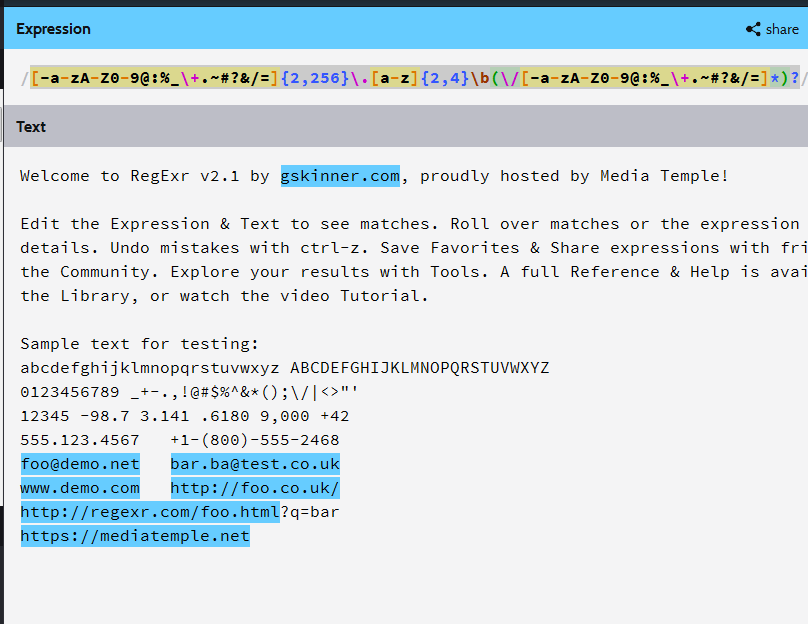 Expression
share
/[-a-zA-Z0-9@:%_\+.~#?&/=]{2,256}\.[a-z]{2,4}\b(\/[-a-zA-Z0-9@:%_\+.~#?&/=]*)?/
Text
Welcome to RegExr v2.1 by gskinner.com, proudly hosted by Media Temple!
Edit the Expression & Text to see matches. Roll over matches or the expression
details. Undo mistakes with ctrl-z. Save Favorites & Share expressions with fri
the Community. Explore your results with Tools. A full Reference & Help is avai
the Library, or watch the video Tutorial.
Sample text for testing:
abcdefghijklmnopqrstuvwxyz ABCDEFGHIJKLMNOPQRSTUVWXYZ
0123456789 _+-.,!@#$%^&*();\/|<>"'
12345 -98.7 3.141 .6180 9,000 +42
555.123.4567 +1-(800)-555-2468
foo@demo.net bar.ba@test.co.uk
www.demo.com http://foo.co.uk/
http://regexr.com/foo.html?q=bar
https://mediatemple.net